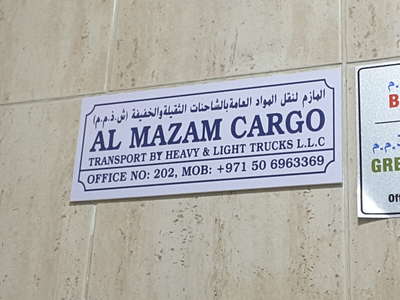 المازم لنقل المواد العامة بالشاحنات الثقيلة والخفيفة (ش.ذ.م.م)
AL MAZAM CARGO
TRANSPORT BY HEAVY & LIGHT TRUCKS L.L.C
OFFICE NO: 202, MOB: +971 50 6963369